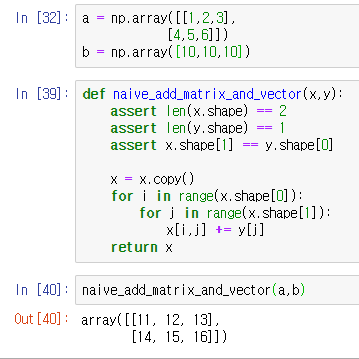 In [32]: a = np.array([[1,2,3],
                       [4,5,6]])
         b = np.array([10,10,10])
In [39]: def naive_add_matrix_and_vector(x,y):
             assert len(x.shape) == 2
             assert len(y.shape) == 1
             assert x.shape[1] == y.shape[0]
             x = x.copy()
             for i in range(x.shape[0]):
                 for j in range(x.shape[1]):
                     x[i,j] += y[j]
             return x
In [40]: naive_add_matrix_and_vector(a,b)
Out[40]: array([[11, 12, 13],
                [14, 15, 16]])